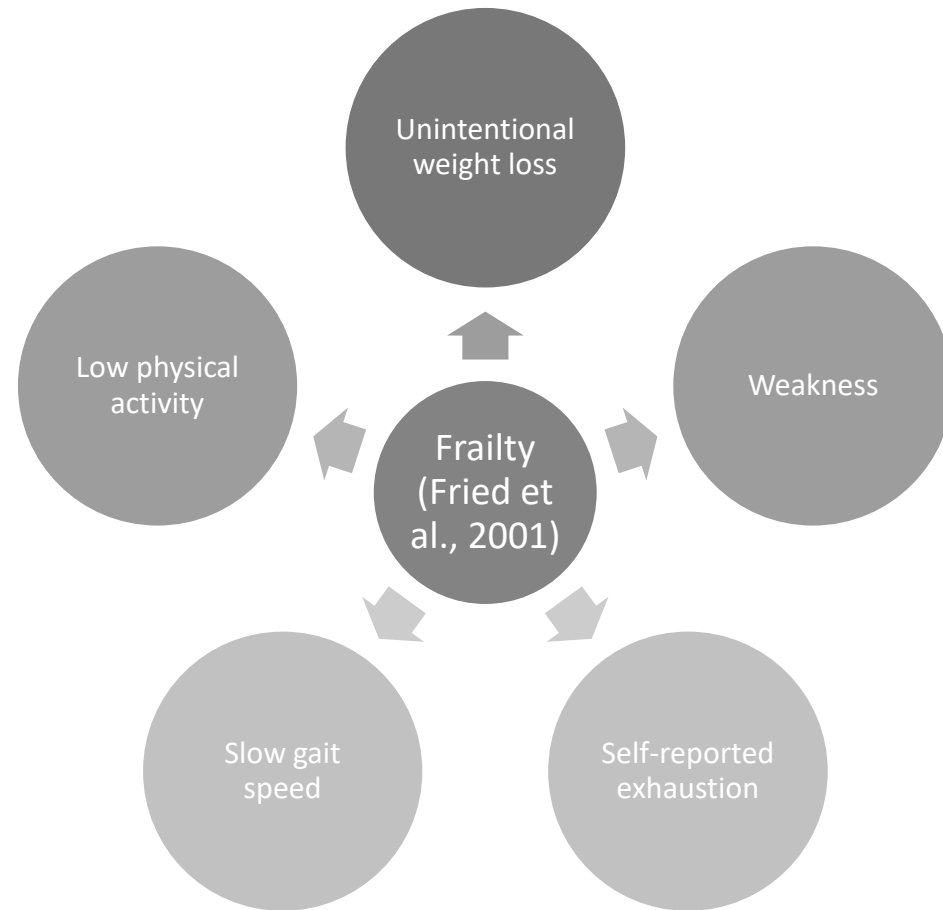 Unintentional
weight loss
Low physical
activity
Weakness
Frailty
(Fried et
al., 2001)
Slow gait
speed
Self-reported
exhaustion